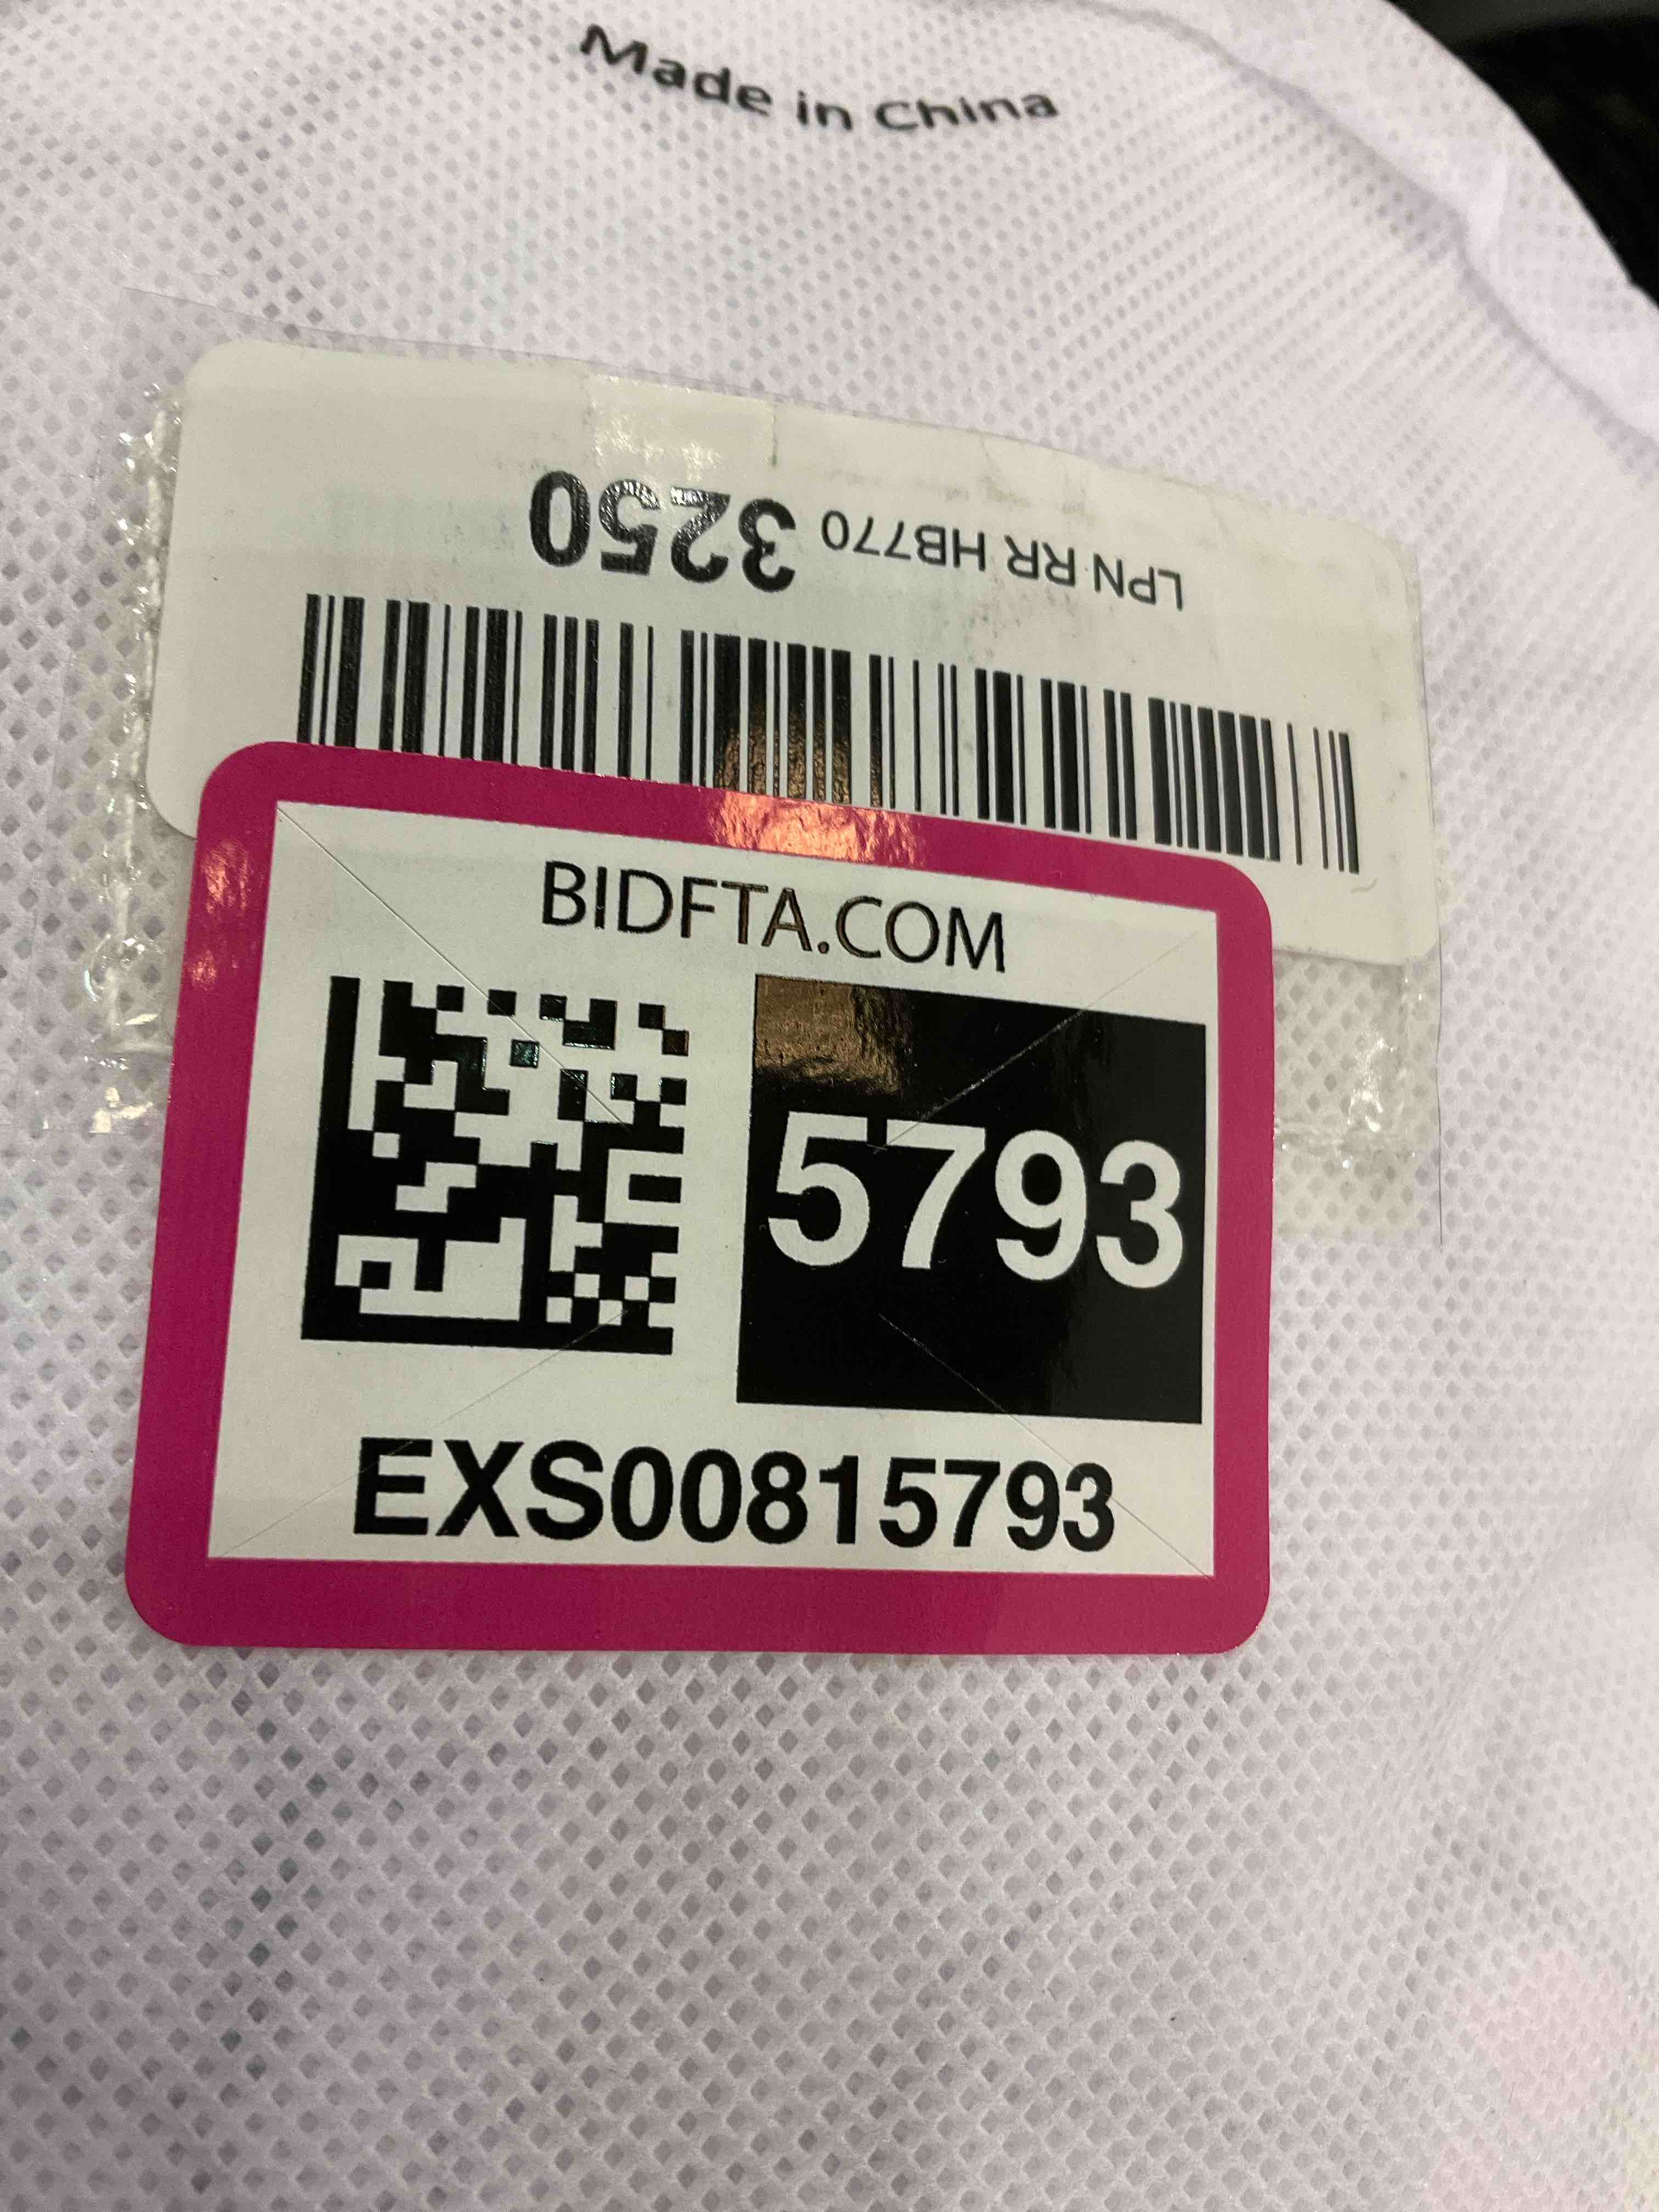 Made in China
LPN RR HB770 3250
BIDFTA.COM
5793
EXS00815793